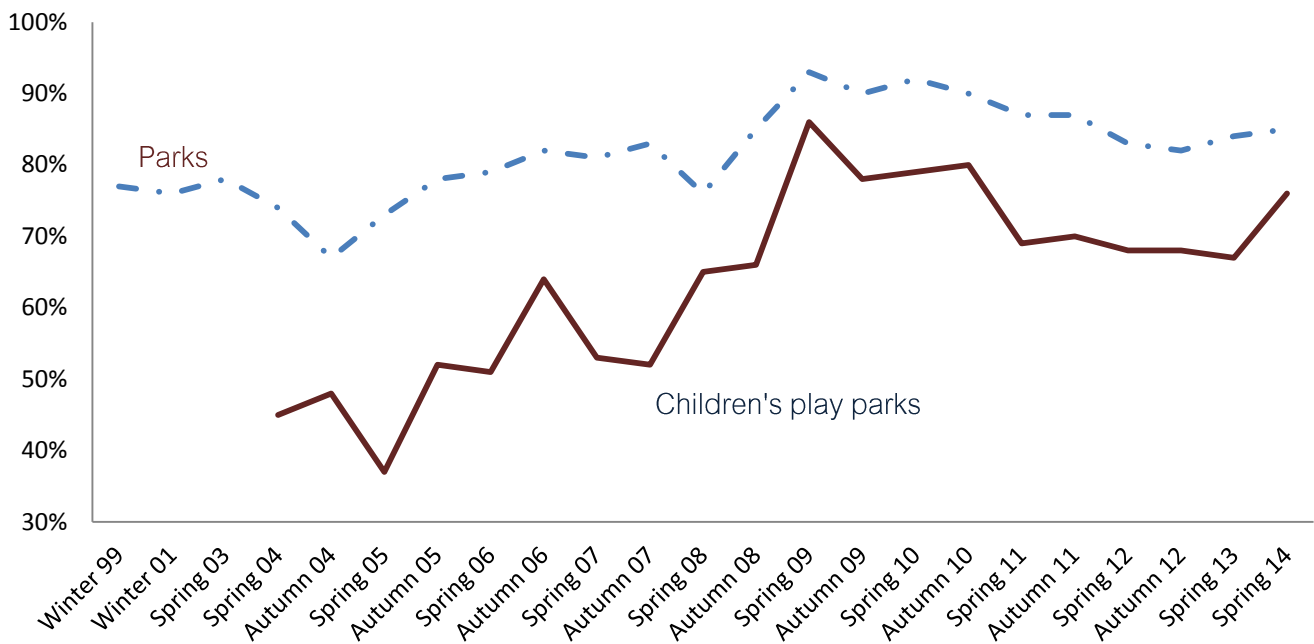 100%
90%
80%
70%
60%
50%
40%
30%
Parks
Children's play parks
Winter 99
Winter 01
Spring 03
Spring 04
Autumn 04
Spring 05
Autumn 05
Spring 06
Autumn 06
Spring 07
Autumn 07
Spring 08
Autumn 08
Spring 09
Autumn 09
Spring 10
Autumn 10
Spring 11
Autumn 11
Spring 12
Autumn 12
Spring 13
Spring 14